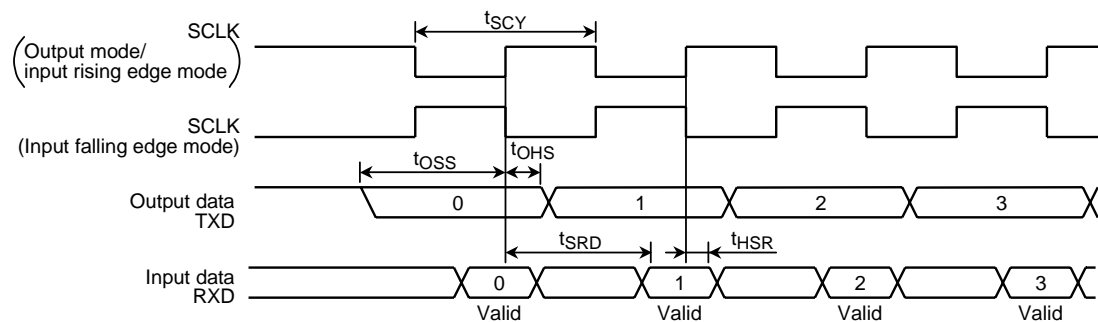 tSCY
SCLK
(Output mode/
input rising edge mode)
SCLK
(Input falling edge mode)
tOSS
tOHS
Output data
TXD
0
1
2
3
tSRD
tHSR
Input data
RXD
0
1
2
3
Valid
Valid
Valid
Valid